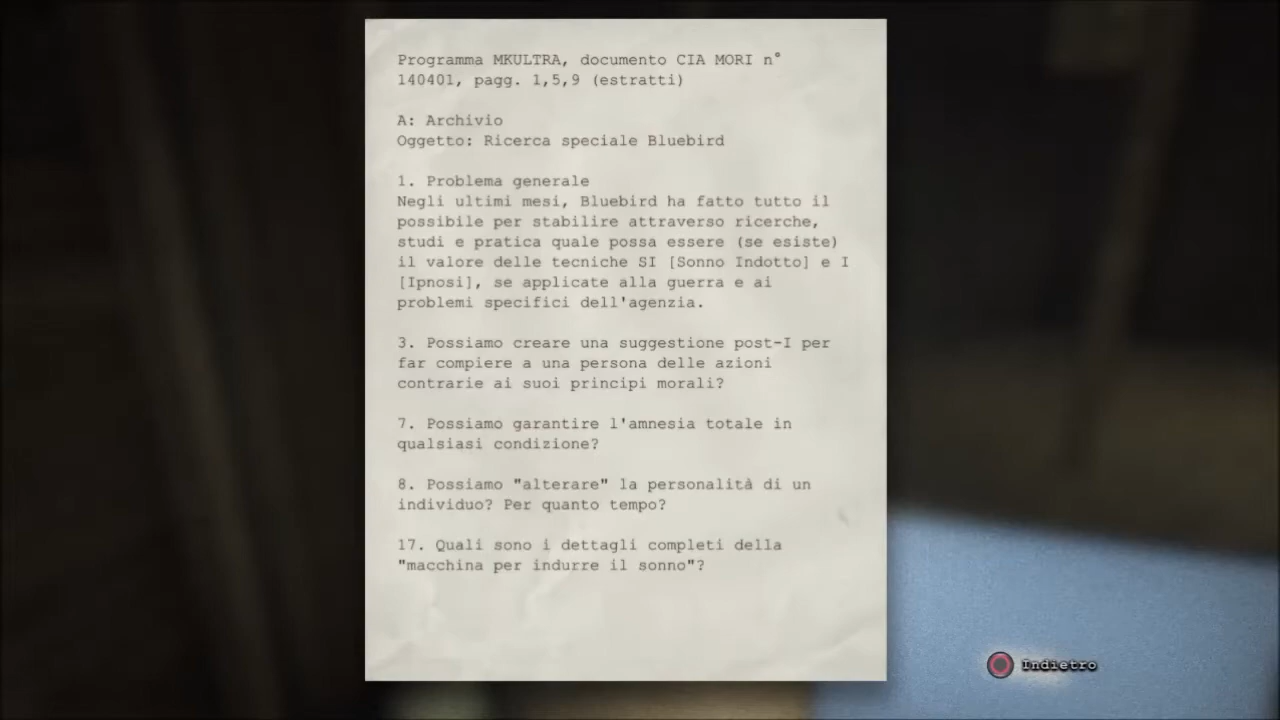 Programma MKULTRA, documento CIA MORI n°
140401, pagg. 1,5,9 (estratti)
A: Archivio
Oggetto: Ricerca speciale Bluebird
1. Problema generale
Negli ultimi mesi, Bluebird ha fatto tutto il
possibile per stabilire attraverso ricerche,
studi e pratica quale possa essere (se esiste)
il valore delle tecniche SI [Sonno Indotto] e I
[Ipnosi], se applicate alla guerra e ai
problemi specifici dell'agenzia.
3. Possiamo creare una suggestione post-I per
far compiere a una persona delle azioni
contrarie ai suoi principi morali?
7. Possiamo garantire l'amnesia totale in
qualsiasi condizione?
8. Possiamo "alterare" la personalità di un
individuo? Per quanto tempo?
17. Quali sono i dettagli completi della
"macchina per indurre il sonno"?
Indietro